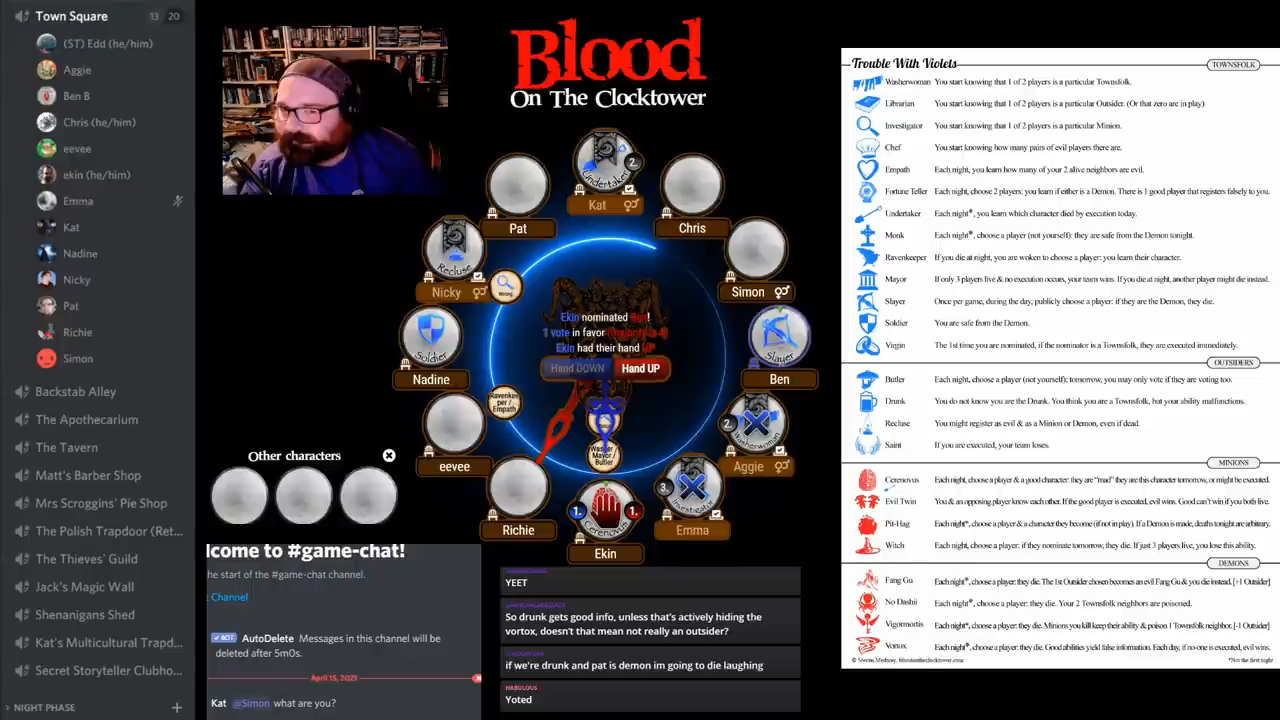 Town Square 13 20
(ST) Edd (he/him)
Aggie
Ben B
Chris (he/him)
eevee
ekin (he/him)
Emma
Kat
Nadine
Nicky
Pat
Richie
Simon
Backstab Alley
The Apothecarium
The Tavern
Matt's Barber Shop
Mrs Scroggins' Pie Shop
The Polished Tortoise (Ret...
The Thieves' Guild
Jack's Magic Wall
Shenanigans
Kat's Murdural Trapd...
Secret Seller Clubho...
NIGHT PHASE
Blood
On The Clocktower
Undertaker
2.
Kat
Pat
Chris
Recluse
Nicky
Wrong
Simon
Soldier
Nadine
Slayer
Ben
Ekin nominated Ben!
1 vote in favor
Ekin had their hand UP
Hand DOWN Hand UP
Ravenkeeper / Empath
eevee
2.
Washerwoman
Aggie
Richie
1.
1.
Cerenovus
Ekin
3.
Investigator
Emma
Other characters
lcome to #game-chat!
he start of the #game-chat channel.
Channel
BOT AutoDelete Messages in this channel will be
deleted after 5m0s.
April 15, 2021
Kat @Simon what are you?
YEET
So drunk gets good info, unless that's actively hiding the
vortox, doesn't that mean not really an outsider?
if we're drunk and pat is demon im going to die laughing
HABULOUS
Yoted
Trouble With Violets
TOWNSFOLK
Washerwoman You start knowing that 1 of 2 players is a particular Townsfolk.
Librarian You start knowing that 1 of 2 players is a particular Outsider. (Or that zero are in play)
Investigator You start knowing that 1 of 2 players is a particular Minion.
Chef You start knowing how many pairs of evil players there are.
Empath Each night, you learn how many of your 2 alive neighbors are evil.
Fortune Teller Each night, choose 2 players: you learn if either is a Demon. There is 1 good player that registers falsely to you.
Undertaker Each night*, you learn which character died by execution today.
Monk Each night*, choose a player (not yourself): they are safe from the Demon tonight.
Ravenkeeper If you die at night, you are woken to choose a player: you learn their character.
Mayor If only 3 players live & no execution occurs, your team wins. If you die at night, another player might die instead.
Slayer Once per game, during the day, publicly choose a player: if they are the Demon, they die.
Soldier You are safe from the Demon.
Virgin The 1st time you are nominated, if the nominator is a Townsfolk, they are executed immediately.
OUTSIDERS
Butler Each night, choose a player (not yourself): tomorrow, you may only vote if they are voting too.
Drunk You do not know you are the Drunk. You think you are a Townsfolk, but your ability malfunctions.
Recluse You might register as evil & as a Minion or Demon, even if dead.
Saint If you are executed, your team loses.
MINIONS
Cerenovus Each night, choose a player & a good character: they are "mad" they are this character tomorrow, or might be executed.
Evil Twin You & an opposing player know each other. If the good player is executed, evil wins. Good can't win if you both live.
Pit-Hag Each night*, choose a player & a character they become (if not in play). If a Demon is made, deaths tonight are arbitrary.
Witch Each night, choose a player: if they nominate tomorrow, they die. If just 3 players live, you lose this ability.
DEMONS
Fang Gu Each night*, choose a player: they die. The 1st Outsider chosen becomes an evil Fang Gu & you die instead. [+1 Outsider]
No Dashii Each night*, choose a player: they die. Your 2 Townsfolk neighbors are poisoned.
Vigormortis Each night*, choose a player: they die. Minions you kill keep their ability & poison 1 Townsfolk neighbor. [-1 Outsider]
Vortox Each night*, choose a player: they die. Good abilities yield false information. Each day, if no-one is executed, evil wins.
© Steven Medway, bloodontheclocktower.com *Not the first night